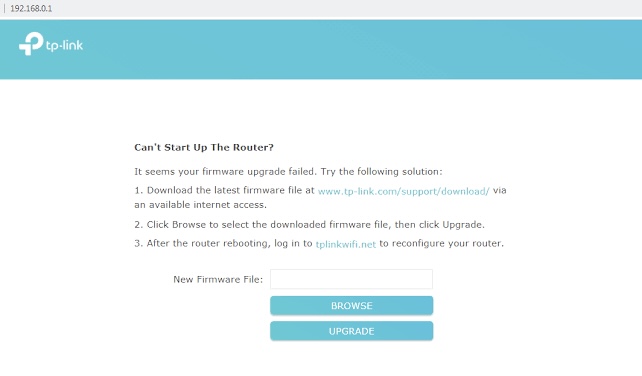 192.168.0.1
tp-link
Can't Start Up The Router?
It seems your firmware upgrade failed. Try the following solution:
1. Download the latest firmware file at www.tp-link.com/support/download/ via
an available internet access.
2. Click Browse to select the downloaded firmware file, then click Upgrade.
3. After the router rebooting, log in to tplinkwifi.net to reconfigure your router.
New Firmware File:
BROWSE
UPGRADE